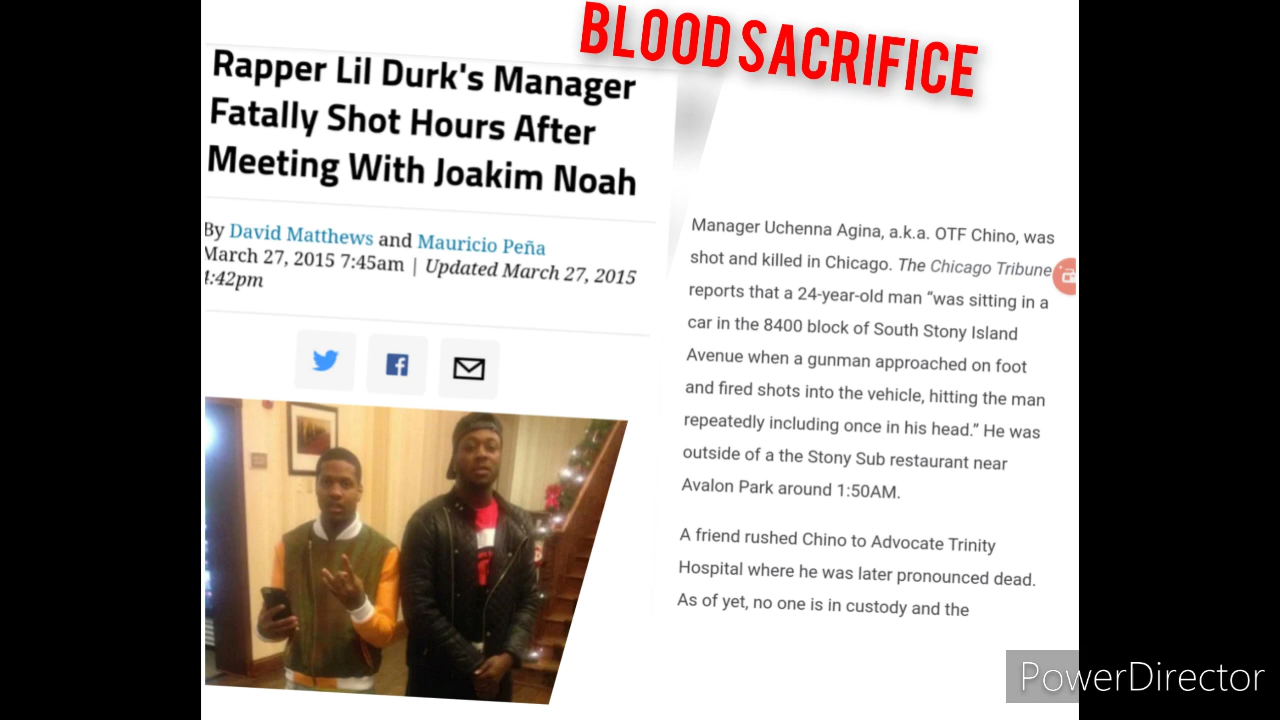 BLOOD SACRIFICE
Rapper Lil Durk's Manager
Fatally Shot Hours After
Meeting With Joakim Noah
By David Matthews and Mauricio Peña
March 27, 2015 7:45am | Updated March 27, 2015
4:42pm
Manager Uchenna Agina, a.k.a. OTF Chino, was
shot and killed in Chicago. The Chicago Tribune
reports that a 24-year-old man “was sitting in a
car in the 8400 block of South Stony Island
Avenue when a gunman approached on foot
and fired shots into the vehicle, hitting the man
repeatedly including once in his head.” He was
outside of a the Stony Sub restaurant near
Avalon Park around 1:50AM.
A friend rushed Chino to Advocate Trinity
Hospital where he was later pronounced dead.
As of yet, no one is in custody and the
PowerDirector